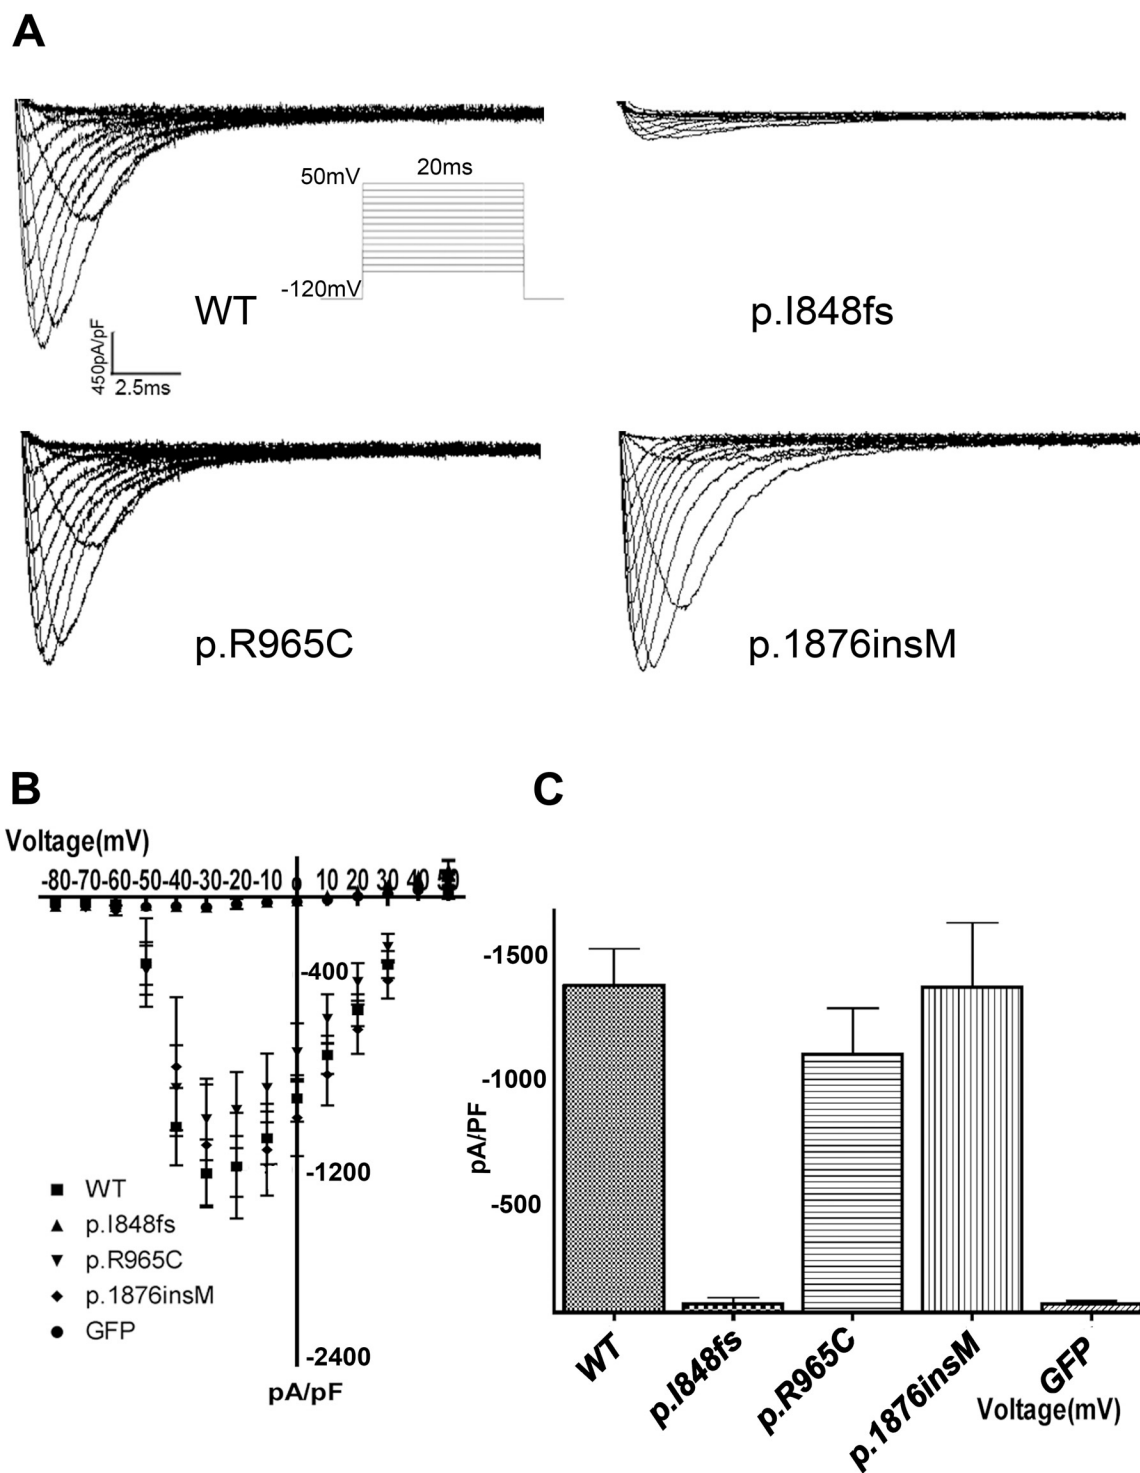 A
50mV
20ms
-120mV
WT
p.I848fs
450pA/pF
2.5ms
p.R965C
p.1876insM
B
C
Voltage(mV)
-80 -70 -60 -50 -40 -30 -20 -10 0 10 20 30 40 50
-400
-1200
-2400
pA/pF
WT
p.I848fs
p.R965C
p.1876insM
GFP
-1500
-1000
-500
pA/PF
WT
p.I848fs
p.R965C
p.1876insM
GFP
Voltage(mV)